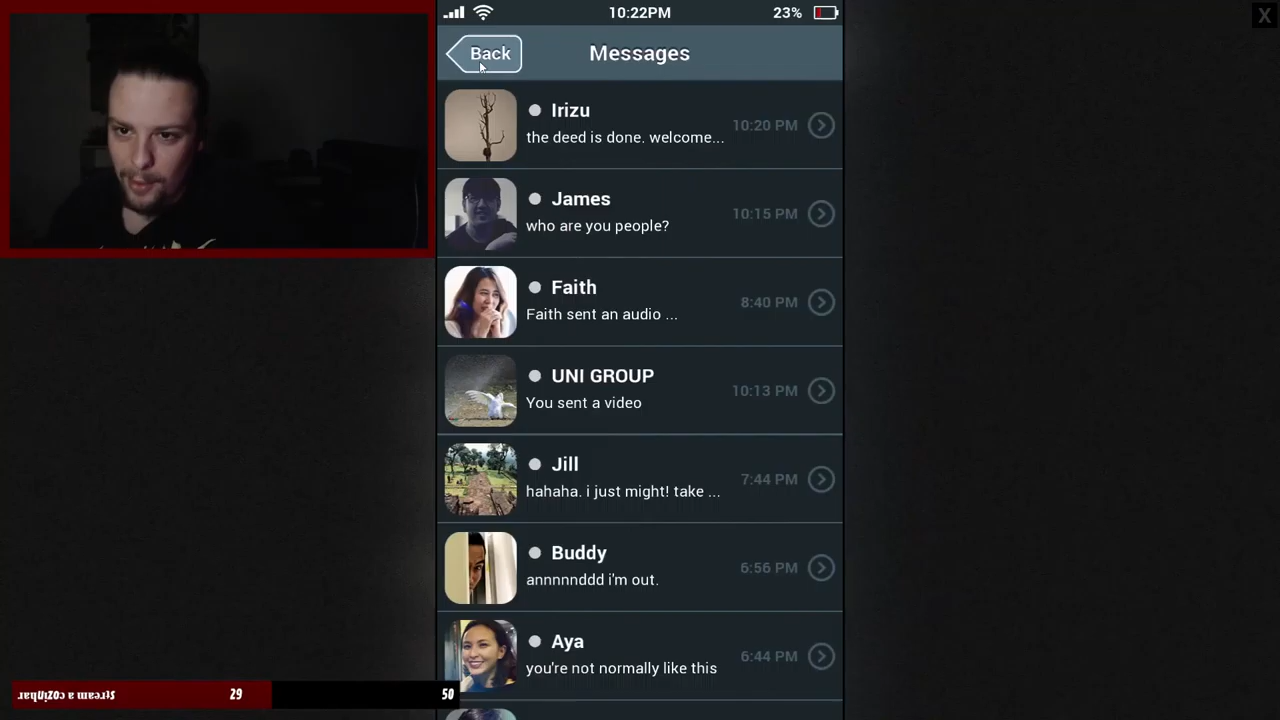 10:22PM
23%
X
Back
Messages
Irizu
the deed is done. welcome...
10:20 PM
James
who are you people?
10:15 PM
Faith
Faith sent an audio ...
8:40 PM
UNI GROUP
You sent a video
10:13 PM
Jill
hahaha. i just might! take ...
7:44 PM
Buddy
annnnnddd i'm out.
6:56 PM
Aya
you're not normally like this
6:44 PM
29
50